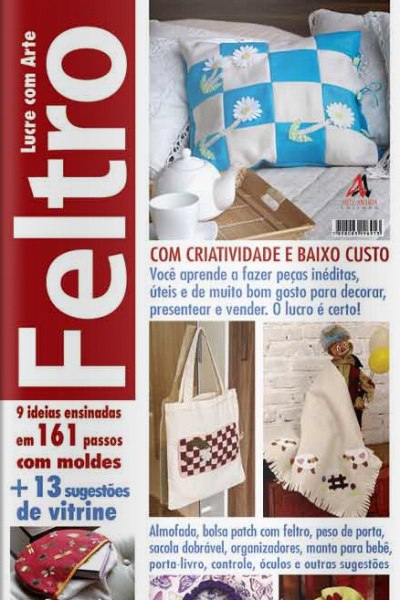 Lucre com Arte
Feltro
COM CRIATIVIDADE E BAIXO CUSTO
Você aprende a fazer peças inéditas,
úteis e de muito bom gosto para decorar,
presentear e vender. O lucro é certo!
9 ideias ensinadas
em 161 passos
com moldes
+ 13 sugestões
de vitrine
Almofada, bolsa patch com feltro, peso de porta,
sacola dobrável, organizadores, manta para bebê,
porta-livro, controle, óculos e outras sugestões